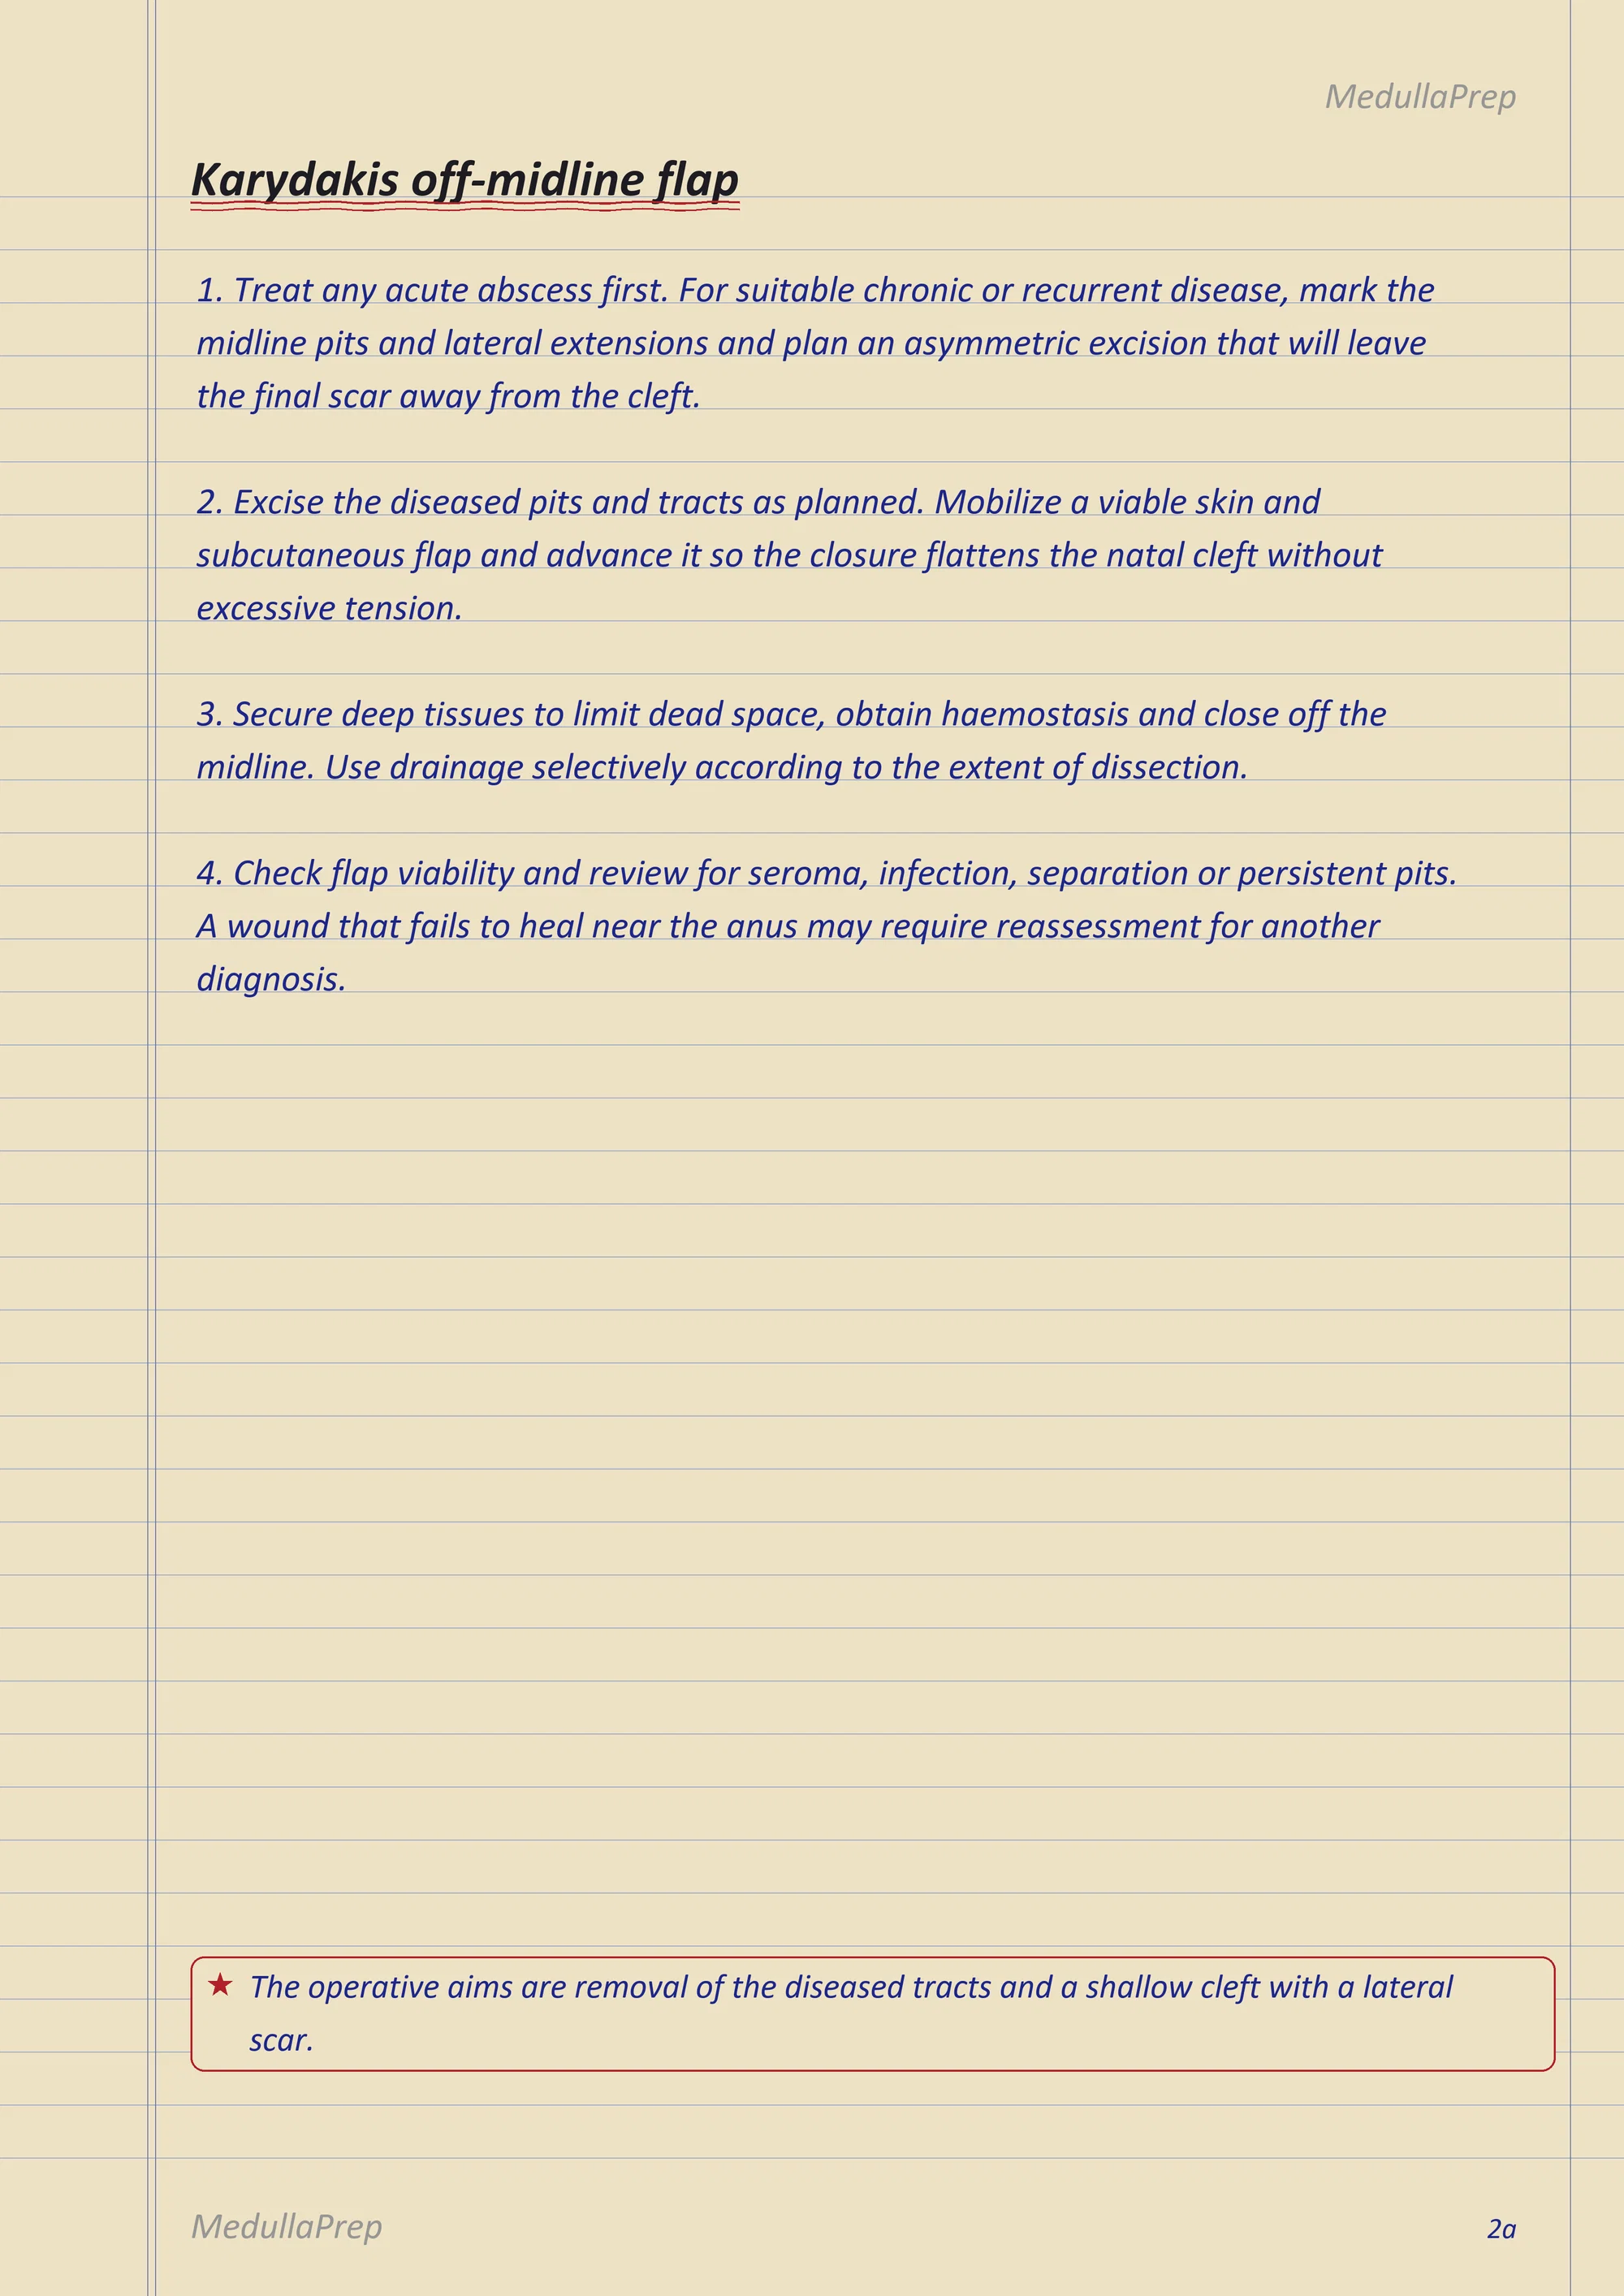 MedullaPrep
Karydakis off-midline flap
1. Treat any acute abscess first. For suitable chronic or recurrent disease, mark the
midline pits and lateral extensions and plan an asymmetric excision that will leave
the final scar away from the cleft.
2. Excise the diseased pits and tracts as planned. Mobilize a viable skin and
subcutaneous flap and advance it so the closure flattens the natal cleft without
excessive tension.
3. Secure deep tissues to limit dead space, obtain haemostasis and close off the
midline. Use drainage selectively according to the extent of dissection.
4. Check flap viability and review for seroma, infection, separation or persistent pits.
A wound that fails to heal near the anus may require reassessment for another
diagnosis.
★ The operative aims are removal of the diseased tracts and a shallow cleft with a lateral
scar.
MedullaPrep
2a